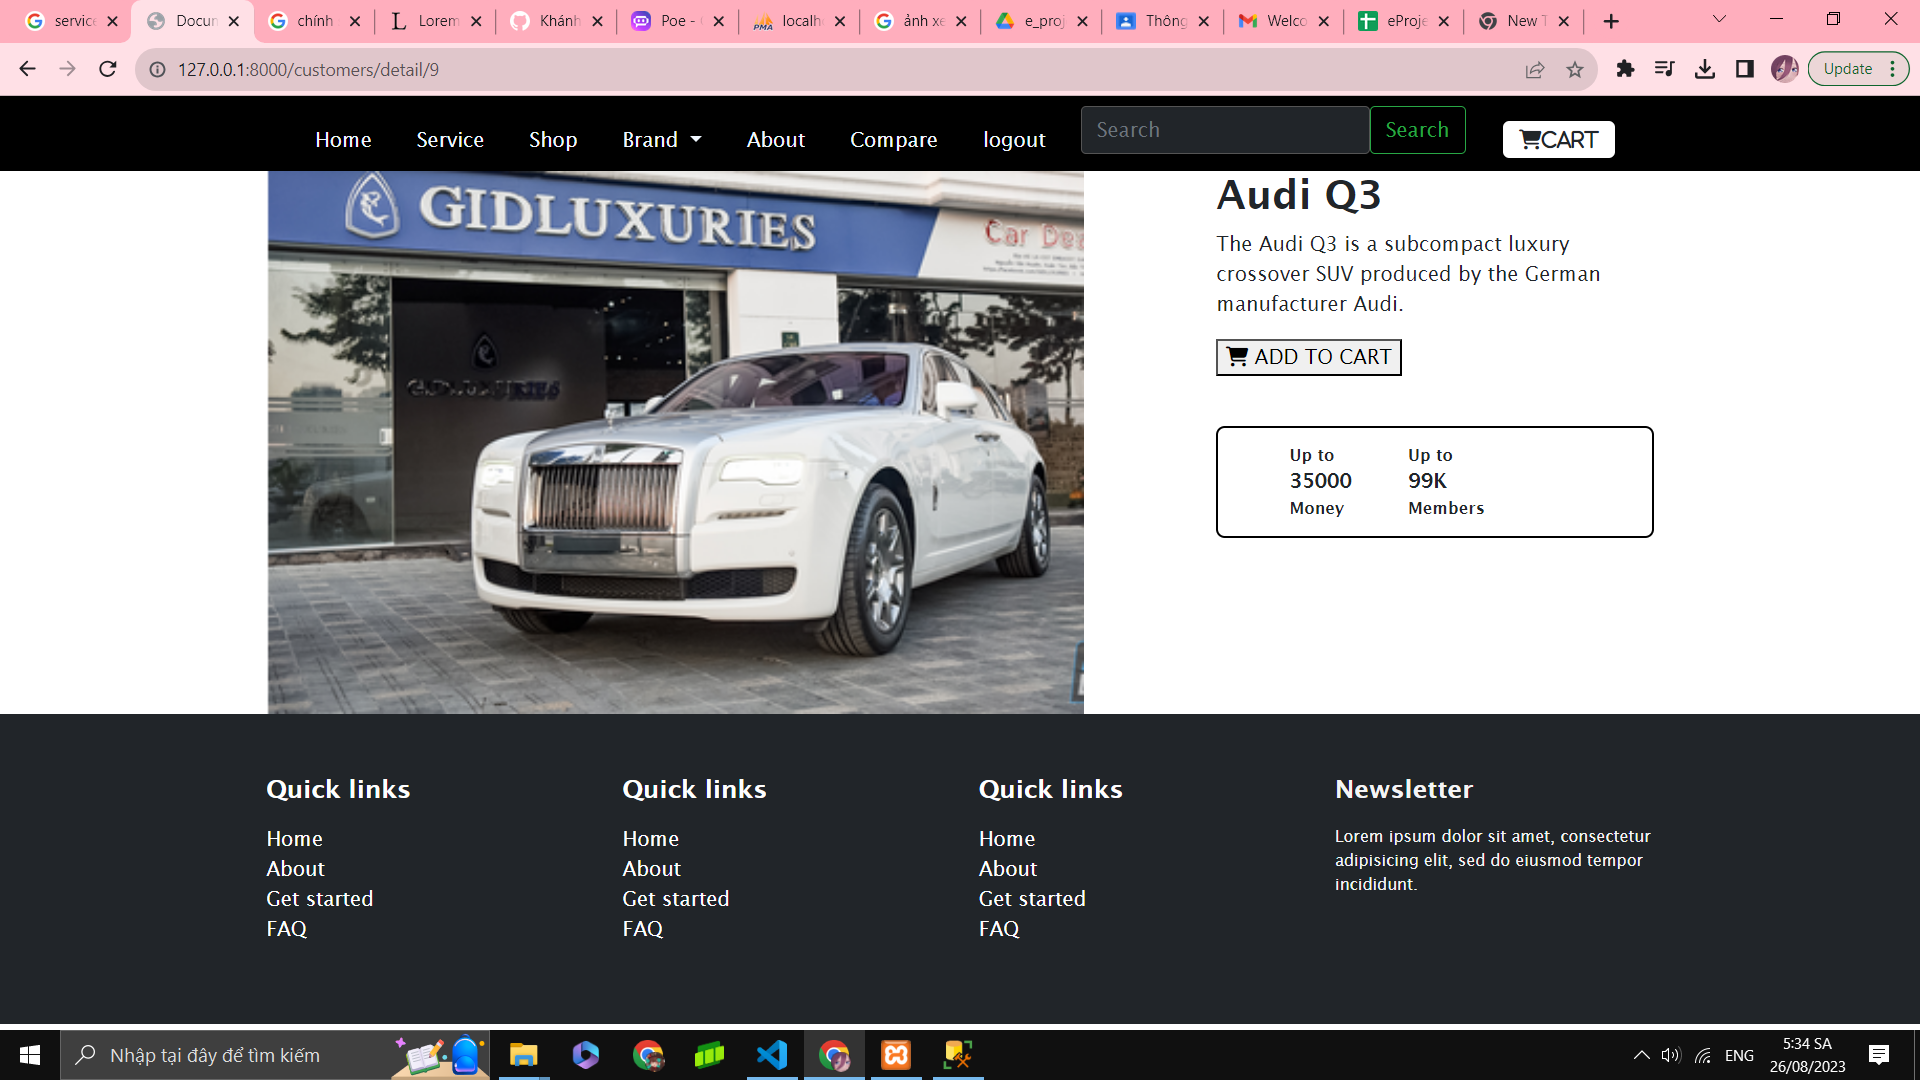 service
Docun
chính
Lorem
Khánh
Poe -
localho
ảnh xe
e_proj
Thông
Welco
eProje
New T
127.0.0.1:8000/customers/detail/9
Update
Home Service Shop Brand About Compare logout
Search
Search
CART
GIDLUXURIES
Car Dea
GIDLUXURIES
Audi Q3
The Audi Q3 is a subcompact luxury
crossover SUV produced by the German
manufacturer Audi.
ADD TO CART
Up to
35000
Money
Up to
99K
Members
Quick links
Home
About
Get started
FAQ
Quick links
Home
About
Get started
FAQ
Quick links
Home
About
Get started
FAQ
Newsletter
Lorem ipsum dolor sit amet, consectetur
adipisicing elit, sed do eiusmod tempor
incididunt.
Nhập tại đây để tìm kiếm
ENG
5:34 SA
26/08/2023